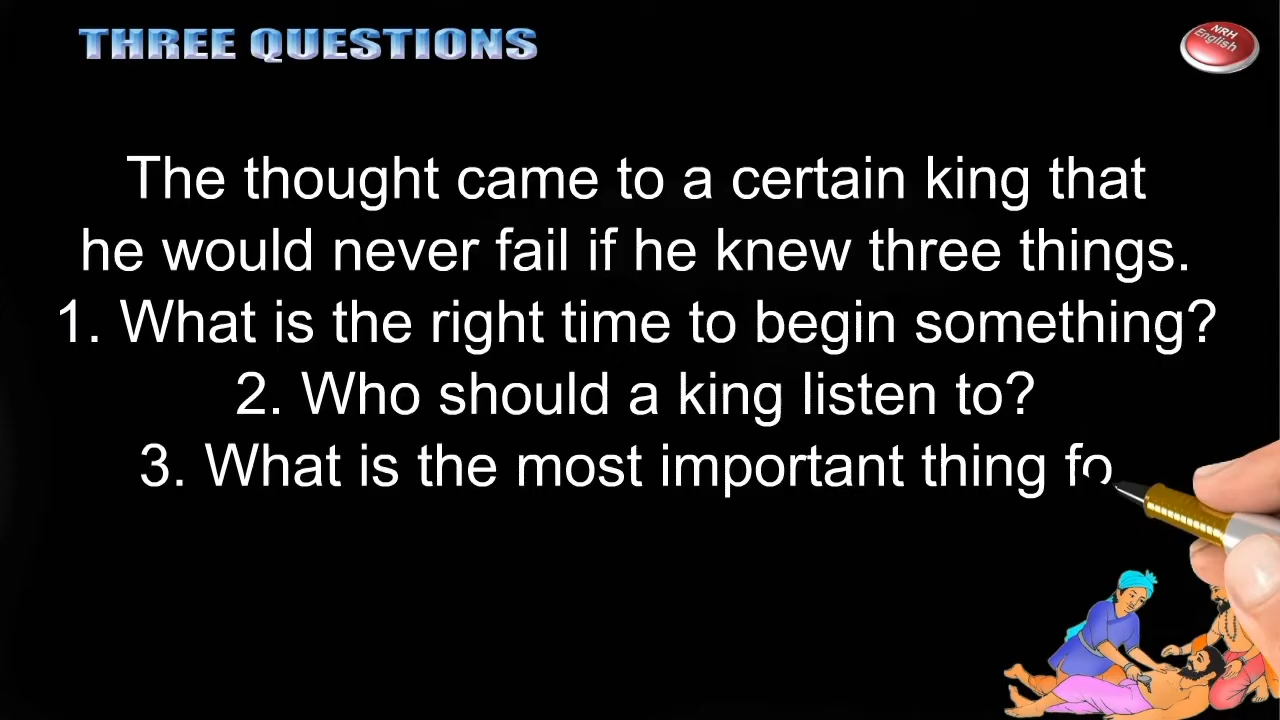 THREE QUESTIONS
NRH
English
The thought came to a certain king that
he would never fail if he knew three things.
1. What is the right time to begin something?
2. Who should a king listen to?
3. What is the most important thing fo